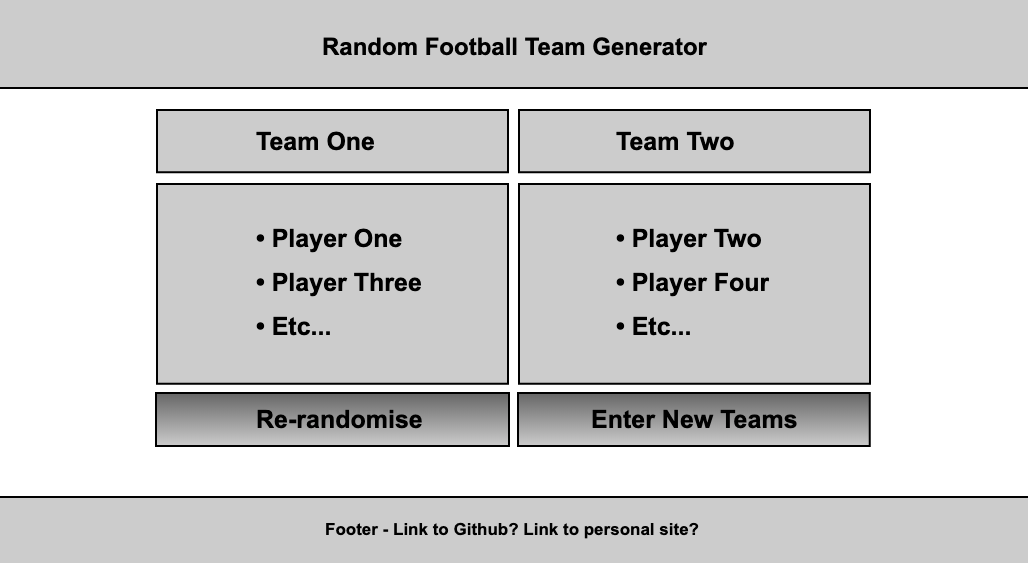 Random Football Team Generator
Team One
Team Two
• Player One
• Player Three
• Etc...
• Player Two
• Player Four
• Etc...
Re-randomise
Enter New Teams
Footer - Link to Github? Link to personal site?